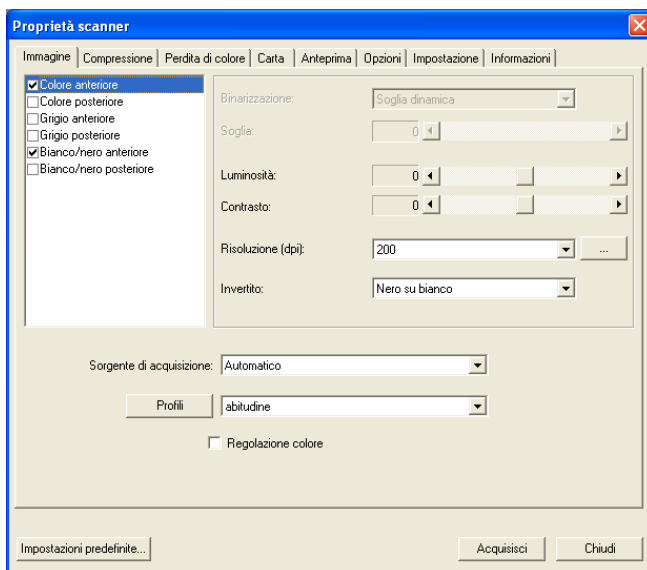 Proprietà scanner
Immagine Compressione Perdita di colore Carta Anteprima Opzioni Impostazione Informazioni
Colore anteriore
Colore posteriore
Grigio anteriore
Grigio posteriore
Bianco/nero anteriore
Bianco/nero posteriore
Binarizzazione: Soglia dinamica
Soglia: 0
Luminosità: 0
Contrasto: 0
Risoluzione (dpi): 200 ...
Invertito: Nero su bianco
Sorgente di acquisizione: Automatico
Profili abitudine
Regolazione colore
Impostazioni predefinite... Acquisisci Chiudi